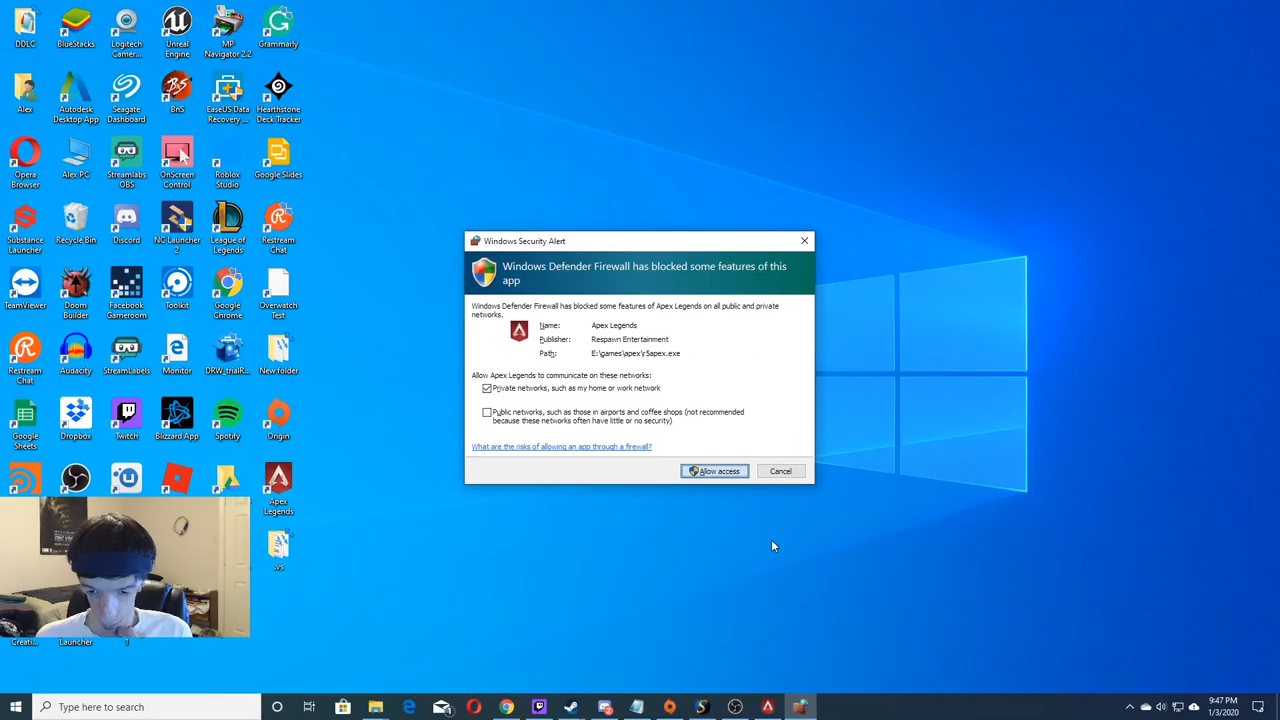 DDLC
BlueStacks
Logitech
Camer...
Unreal
Engine
MP
Navigator 2.2
Grammarly
Alex
Autodesk
Desktop App
Seagate
Dashboard
BnS
EaseUS Data
Recovery ...
Hearthstone
Deck Tracker
Opera
Browser
Alex PC
Streamlabs
OBS
OnScreen
Control
Roblox
Studio
Google Slides
Substance
Launcher
Recycle Bin
Discord
NC Launcher
2
League of
Legends
Restream
Chat
TeamViewer
Doom
Builder
Facebook
Gameroom
Toolkit
Google
Chrome
Overwatch
Test
Restream
Chat
Audacity
StreamLabels
Monitor
DRW_trialR...
New folder
Google
Sheets
Dropbox
Twitch
Blizzard App
Spotify
Origin
Apex
Legends
.vs
Creati...
Launcher
1
Windows Security Alert
Windows Defender Firewall has blocked some features of this
app
Windows Defender Firewall has blocked some features of Apex Legends on all public and private
networks.
Name: Apex Legends
Publisher: Respawn Entertainment
Path: E:\games\apex\r5apex.exe
Allow Apex Legends to communicate on these networks:
Private networks, such as my home or work network
Public networks, such as those in airports and coffee shops (not recommended
because these networks often have little or no security)
What are the risks of allowing an app through a firewall?
Allow access
Cancel
Type here to search
9:47 PM
1/3/2020